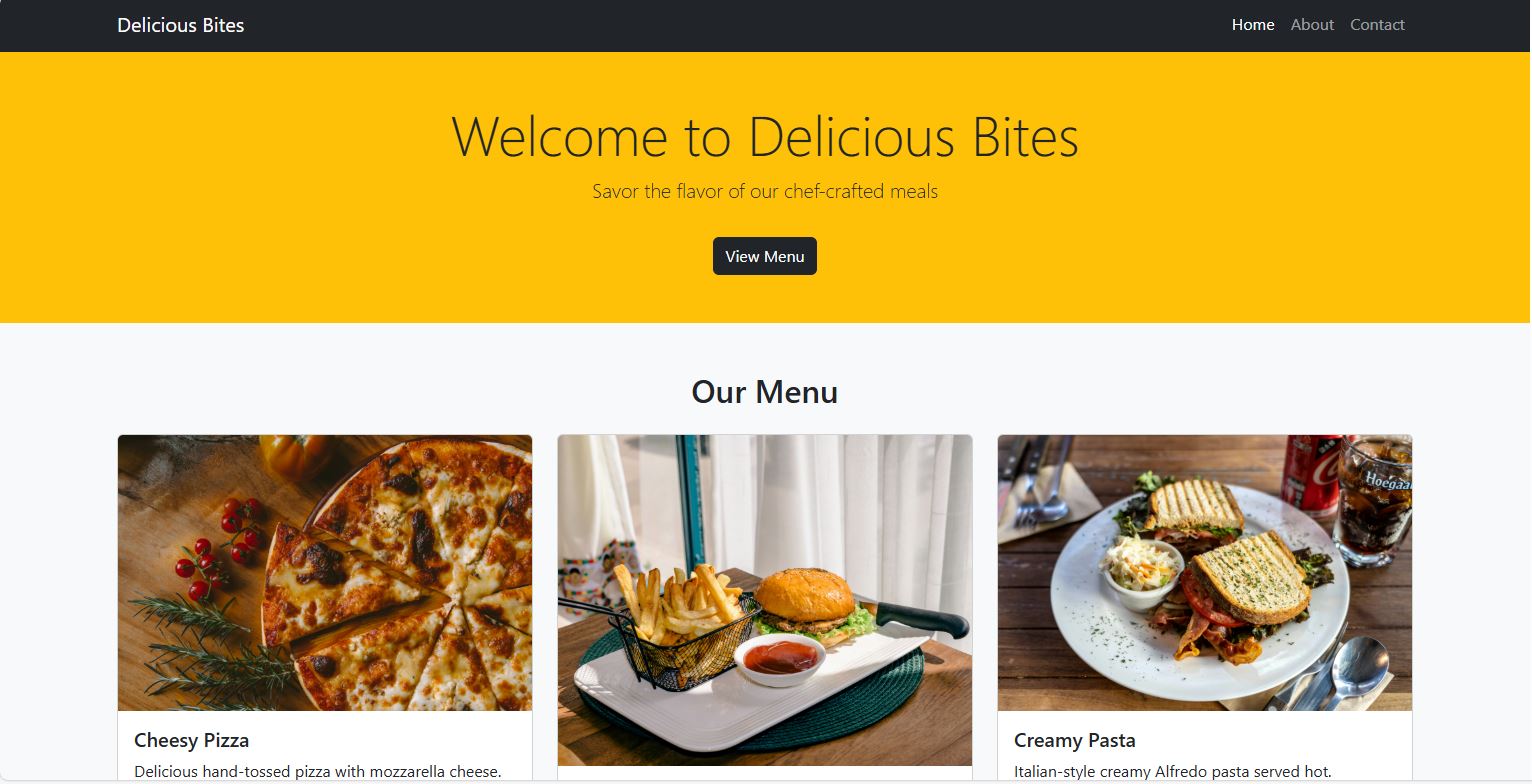 Delicious Bites
Home About Contact
Welcome to Delicious Bites
Savor the flavor of our chef-crafted meals
View Menu
Our Menu
Hoegaa
Cheesy Pizza
Delicious hand-tossed pizza with mozzarella cheese.
Creamy Pasta
Italian-style creamy Alfredo pasta served hot.